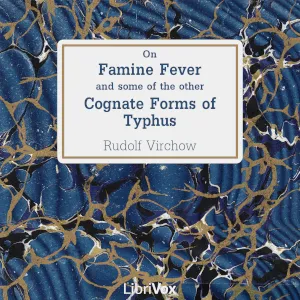 On
Famine Fever
and some of the other
Cognate Forms of
Typhus
Rudolf Virchow
LibriVox